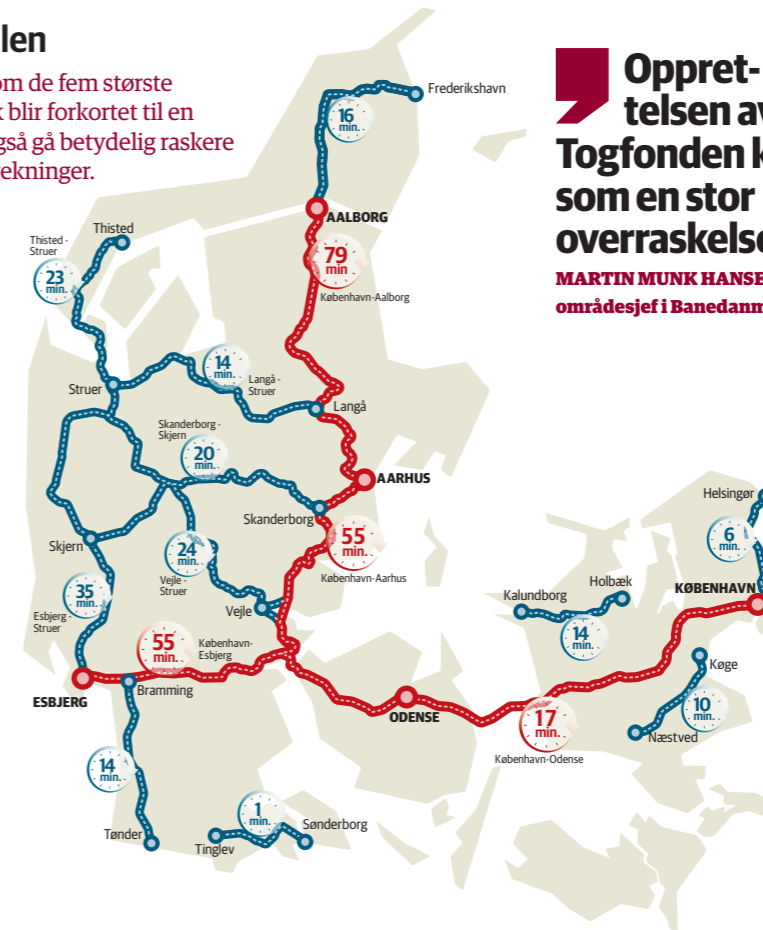 len
om de fem største
k blir forkortet til en
gså gå betydelig raskere
ekninger.
Oppret-
telsen av
Togfonden k
som en stor
overraskelse
MARTIN MUNK HANSE
områdesjef i Banedanm
Frederikshavn
16
min.
AALBORG
79
min
København-Aalborg
Thisted
Thisted -
Struer
23
min.
14
min.
Langå -
Struer
Struer
Langå
Skanderborg -
Skjern
20
min.
AARHUS
Skanderborg
55
min.
København-Aarhus
Skjern
24
min.
Vejle -
Struer
Vejle
35
min.
Esbjerg -
Struer
55
min.
København-
Esbjerg
ESBJERG
Bramming
ODENSE
17
min.
København-Odense
Helsingør
6
min.
KØBENHAVN
Kalundborg
Holbæk
14
min.
Køge
10
min.
Næstved
14
min.
Tønder
1
min.
Tinglev
Sønderborg